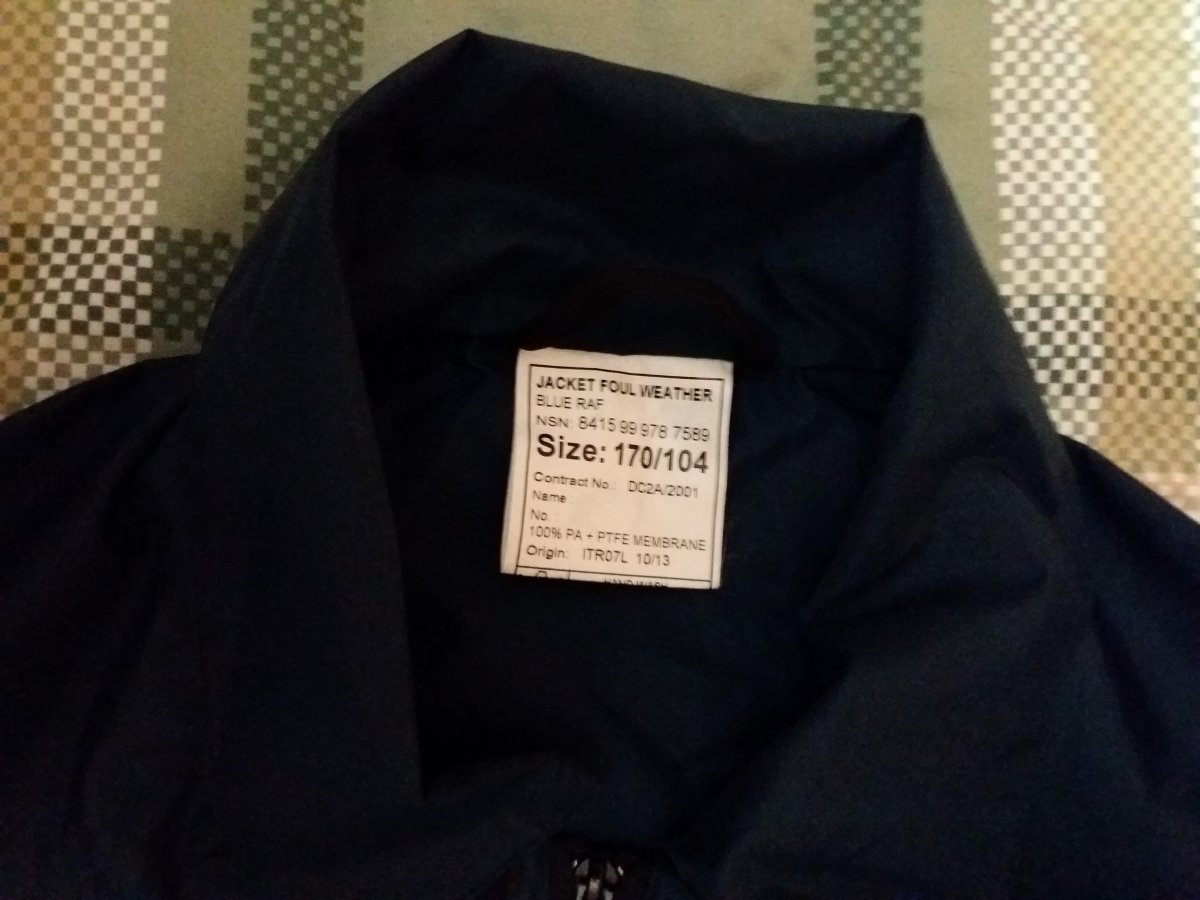 JACKET FOUL WEATHER
BLUE RAF
NSN: 8415 99 978 7589
Size: 170/104
Contract No.: DC2A/2001
Name
No.
100% PA + PTFE MEMBRANE
Origin: ITR07L 10/13
HAND WASH